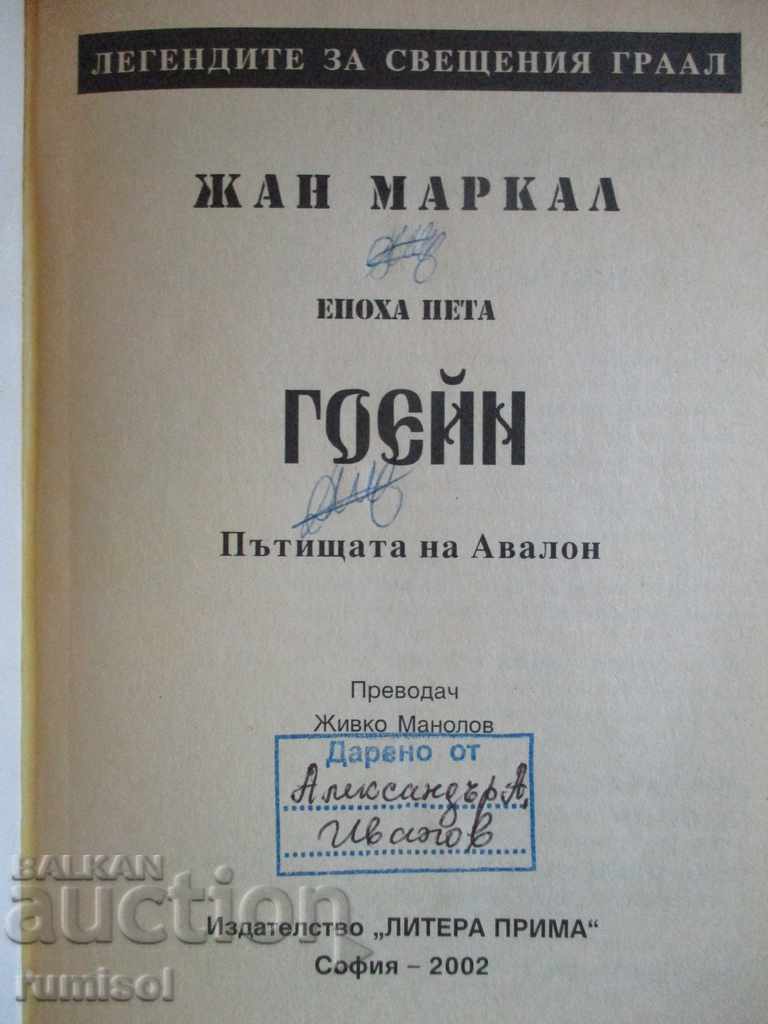 ЛЕГЕНДИТЕ ЗА СВЕЩЕНИЯ ГРААЛ
ЖАН МАРКАЛ
ЕПОХА ПЕТА
ГОЕЙН
Пътищата на Авалон
Преводач
Живко Манолов
Дарено от
Александър А.
Иванов
Издателство „ЛИТЕРА ПРИМА“
София – 2002
BALKAN
auction
rumisol